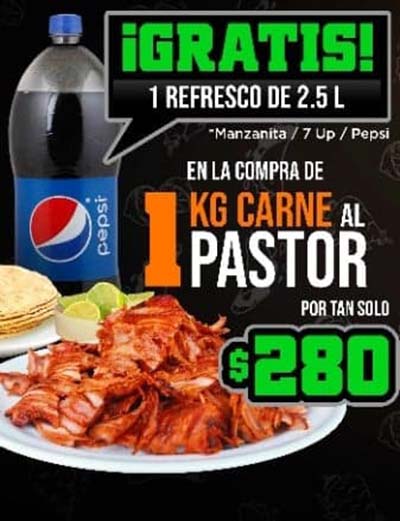 ¡GRATIS!
1 REFRESCO DE 2.5 L
*Manzanita / 7 Up / Pepsi
EN LA COMPRA DE
1 KG CARNE AL
PASTOR
POR TAN SOLO
$280
pepsi